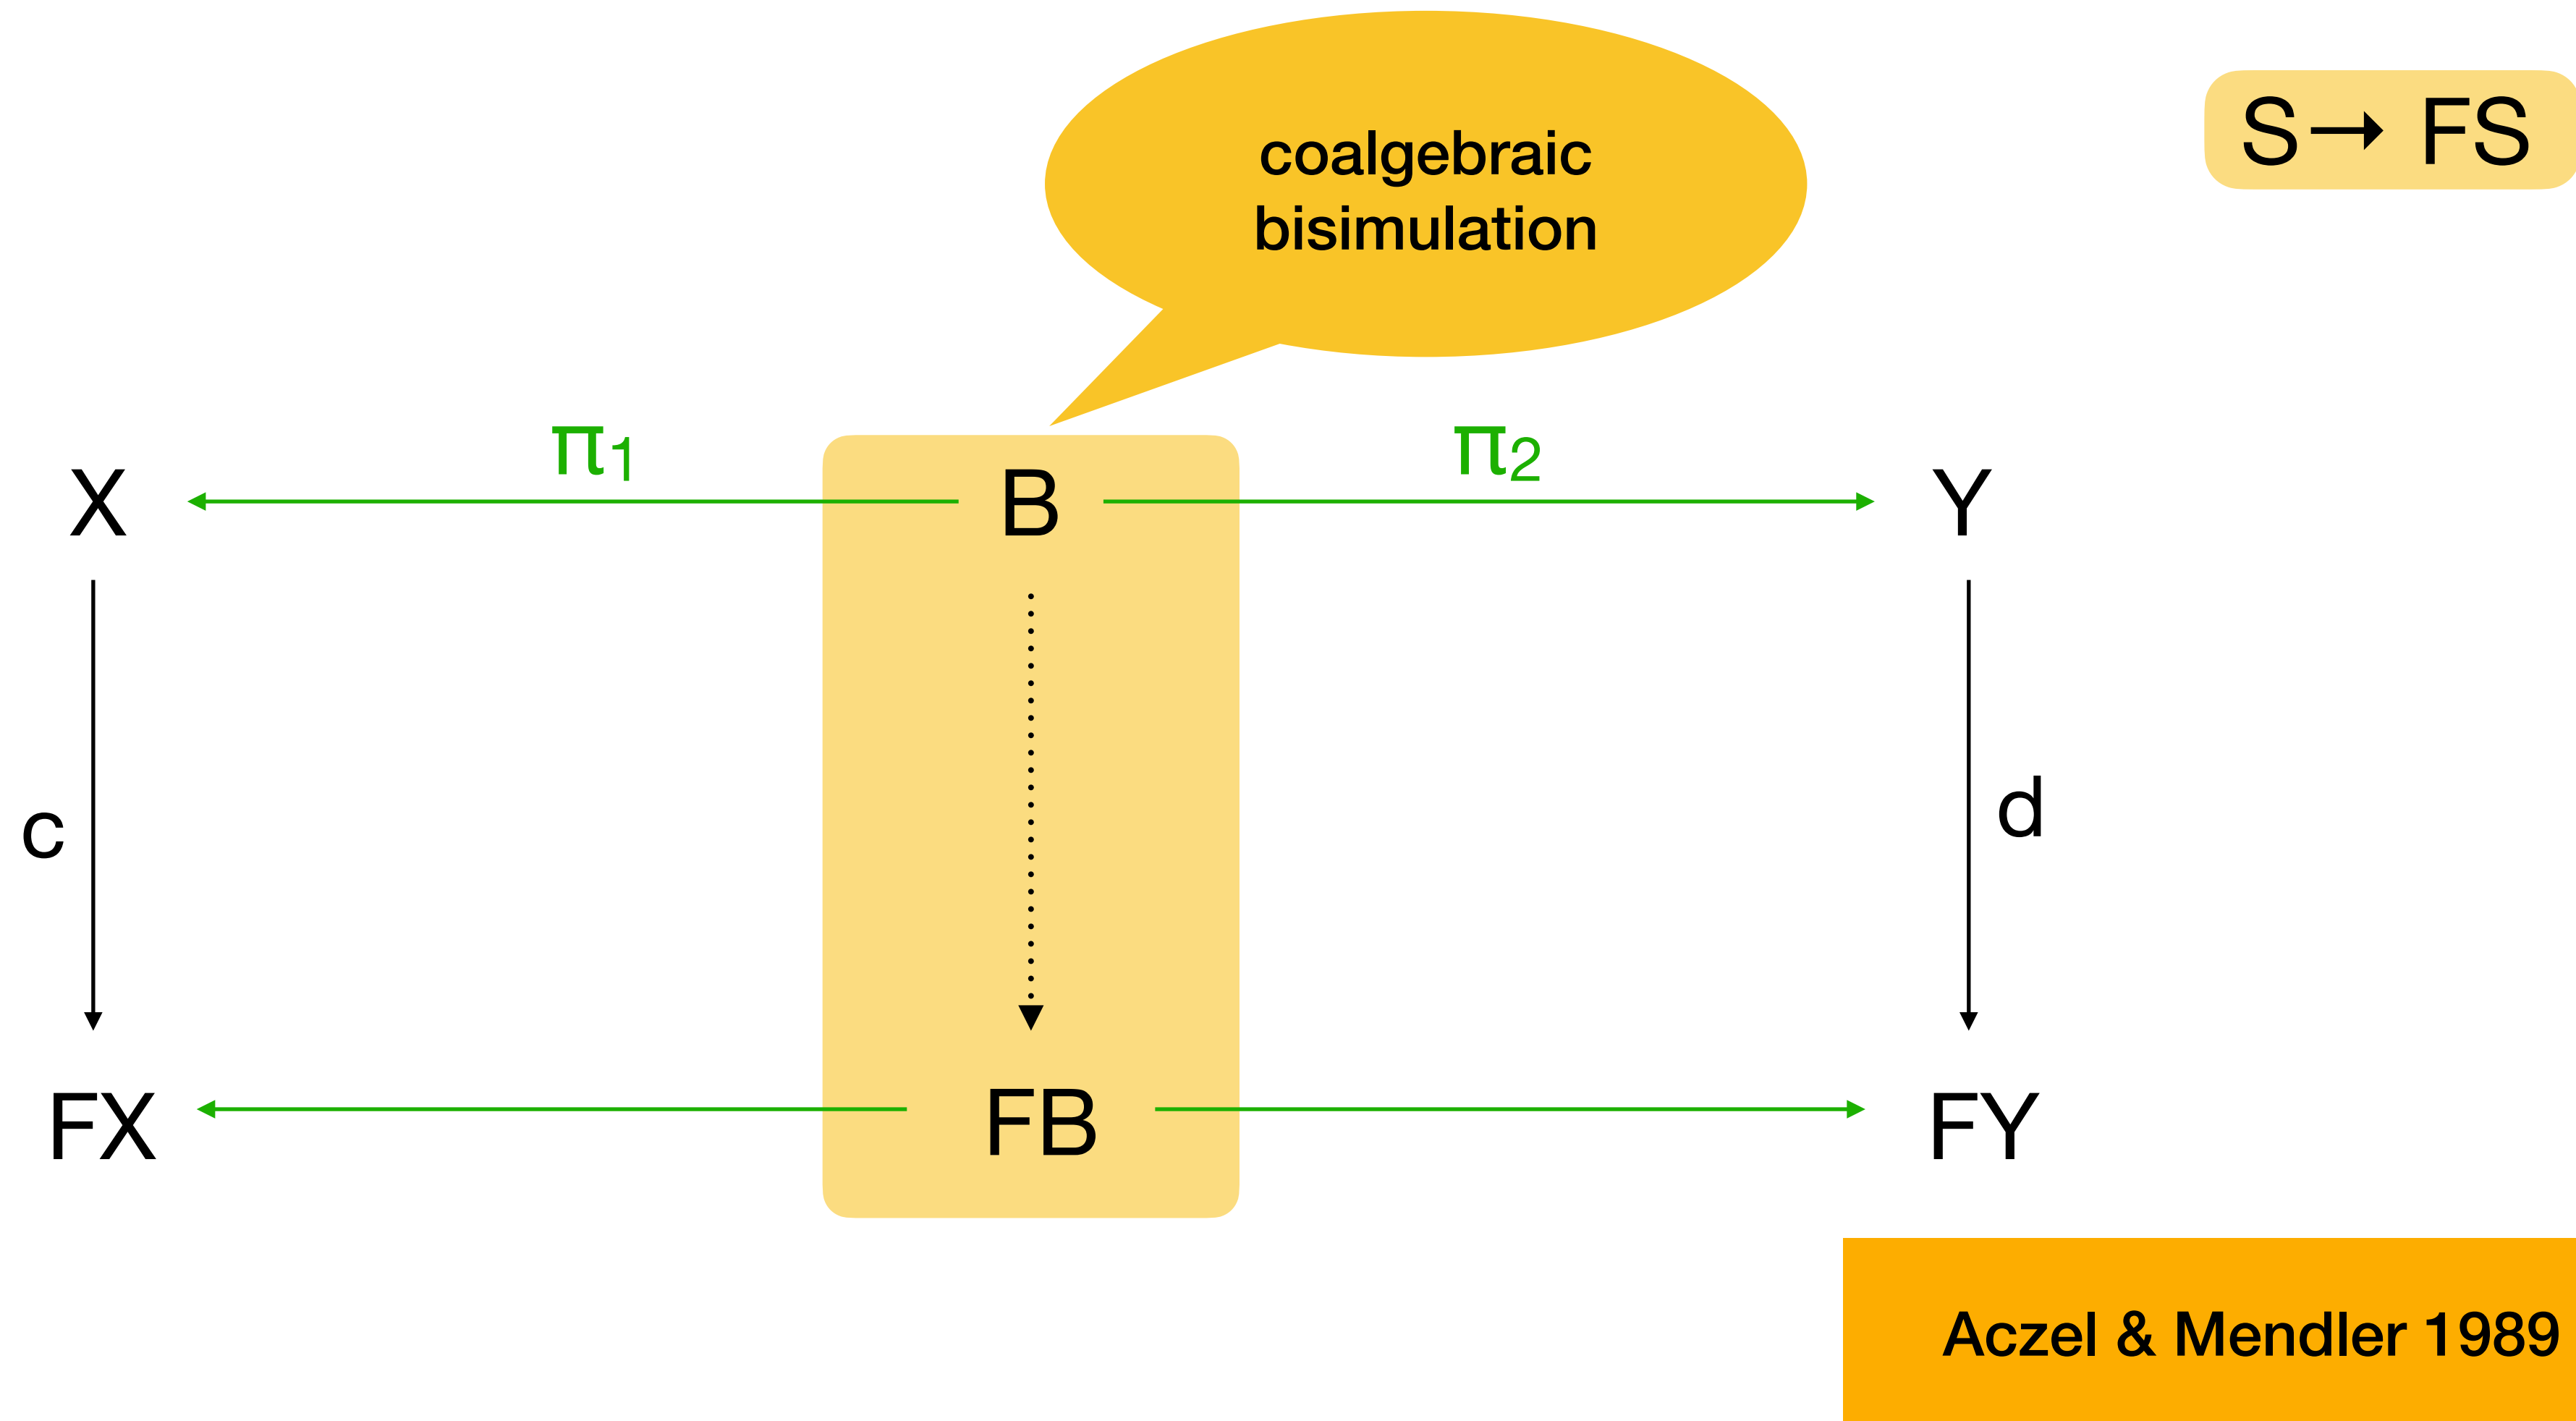 coalgebraic
bisimulation
S→ FS
π₁
π₂
X
B
Y
c
d
FX
FB
FY
Aczel & Mendler 1989